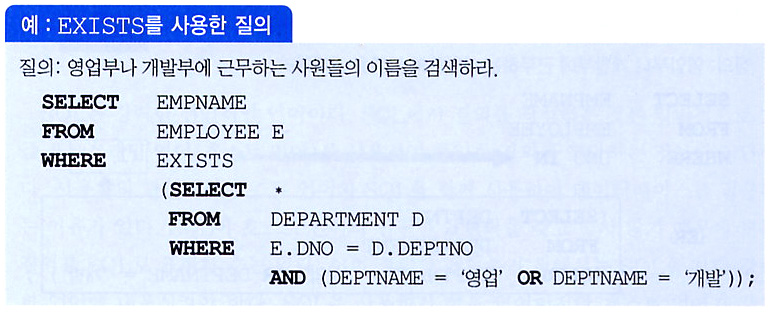 예 : EXISTS를 사용한 질의
질의: 영업부나 개발부에 근무하는 사원들의 이름을 검색하라.
SELECT EMPNAME
FROM EMPLOYEE E
WHERE EXISTS
(SELECT *
FROM DEPARTMENT D
WHERE E.DNO = D.DEPTNO
AND (DEPTNAME = ‘영업’ OR DEPTNAME = ‘개발’));